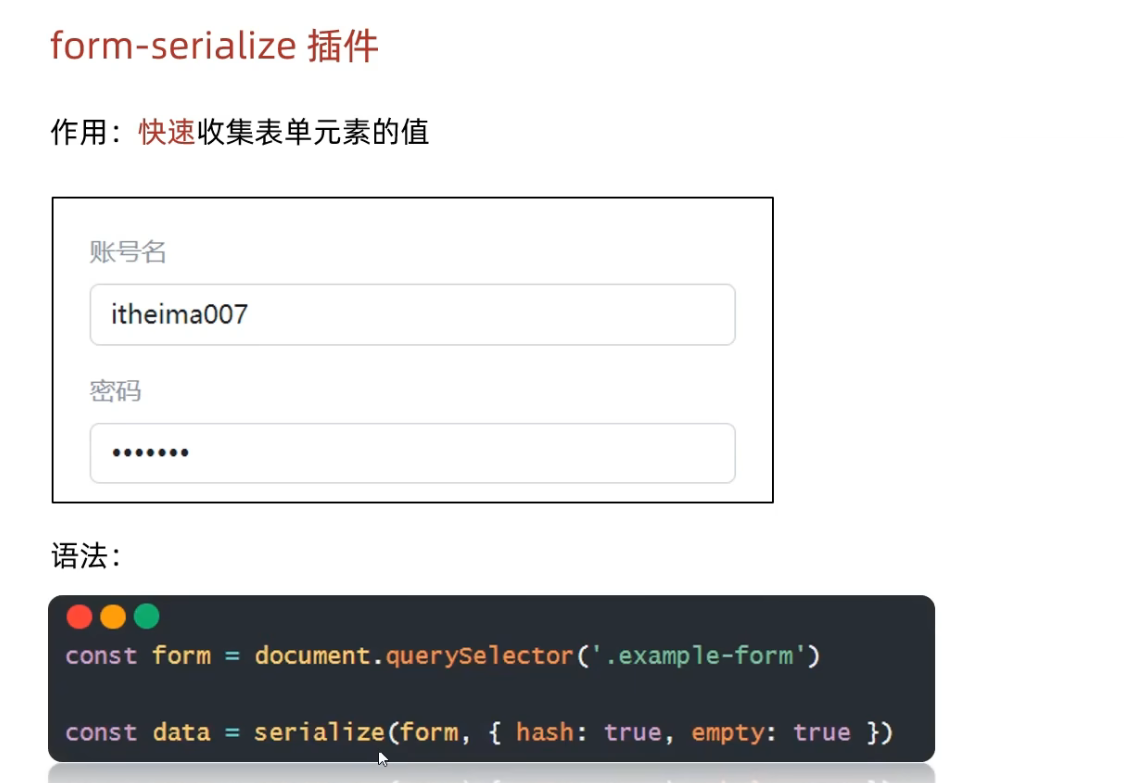 form-serialize 插件
作用：快速收集表单元素的值
账号名
itheima007
密码
•••••••
语法：
const form = document.querySelector('.example-form')
const data = serialize(form, { hash: true, empty: true })